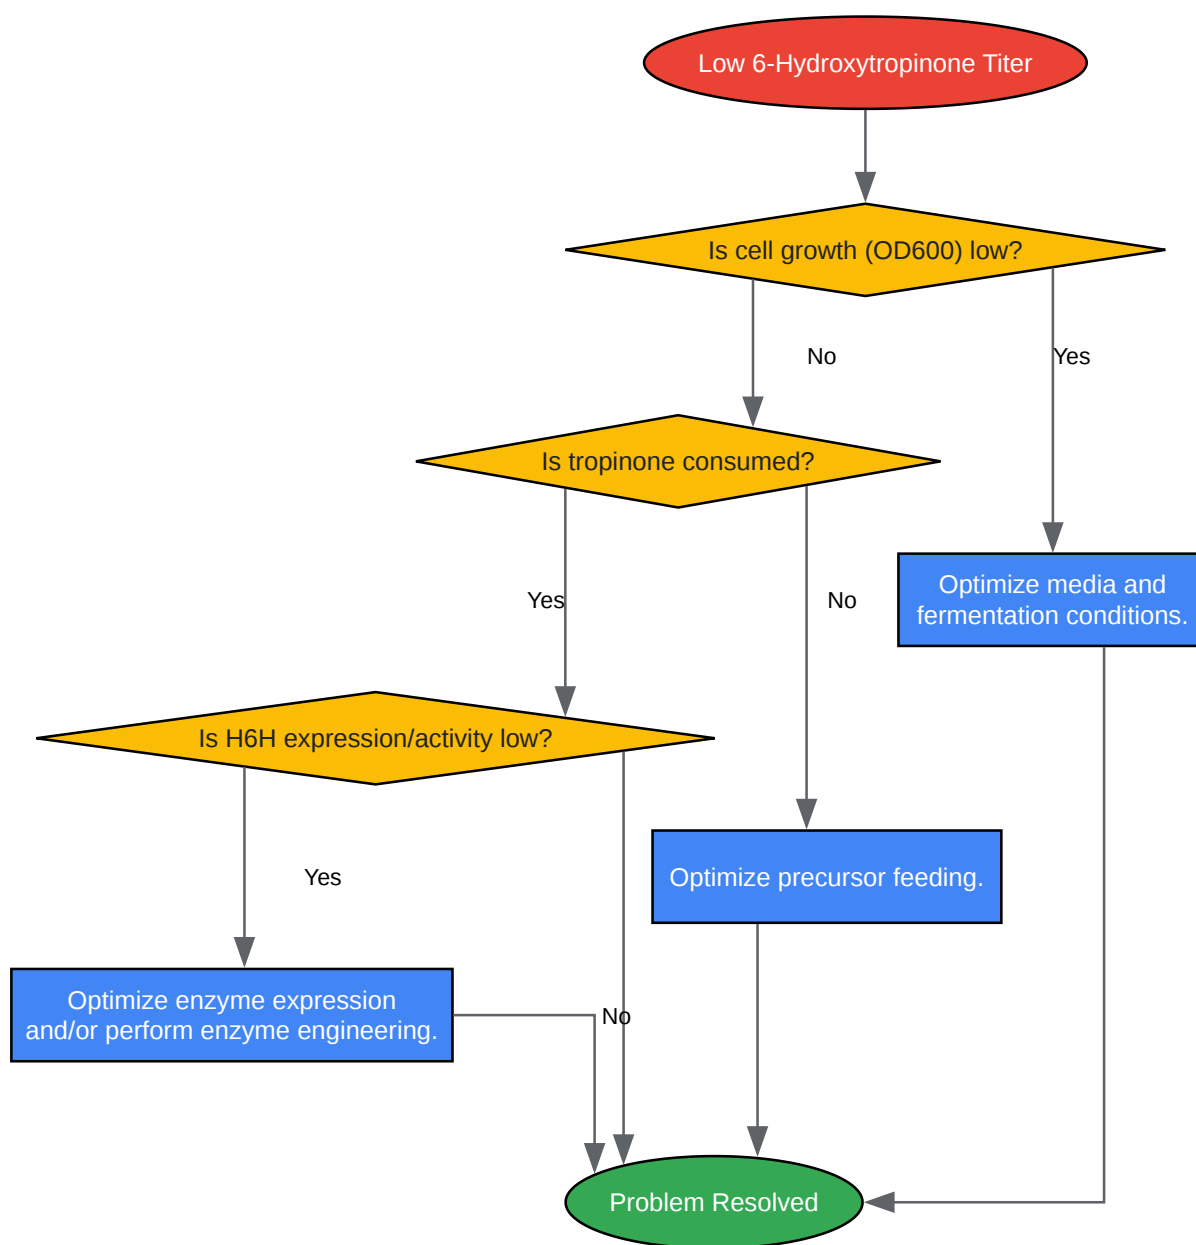 Low 6-Hydroxytropinone Titer
Is cell growth (OD600) low?
No
Yes
Is tropinone consumed?
Yes
No
Optimize media and
fermentation conditions.
Is H6H expression/activity low?
Yes
Optimize precursor feeding.
Optimize enzyme expression
and/or perform enzyme engineering.
No
Problem Resolved